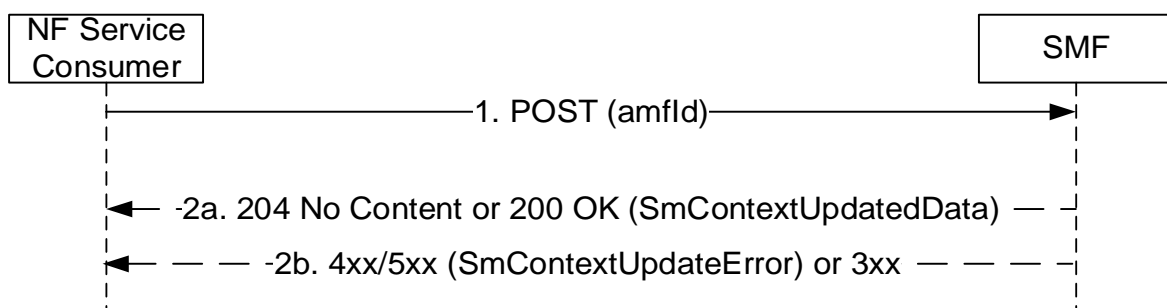 NF Service
Consumer
SMF
1. POST (amfId)
2a. 204 No Content or 200 OK (SmContextUpdatedData)
2b. 4xx/5xx (SmContextUpdateError) or 3xx